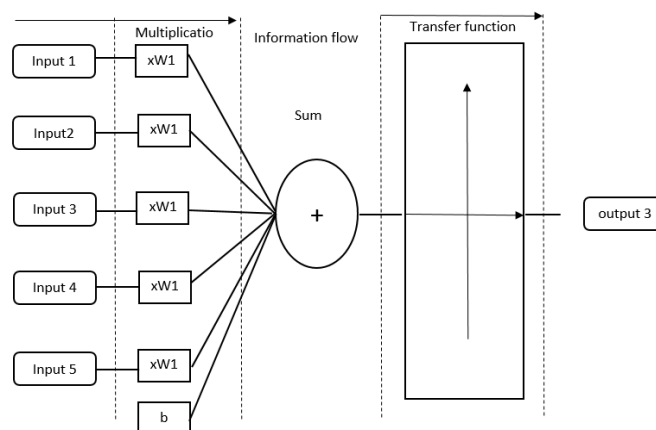 Multiplicatio
Information flow
Transfer function
Input 1
xW1
Sum
Input2
xW1
Input 3
xW1
+
output 3
Input 4
xW1
Input 5
xW1
b